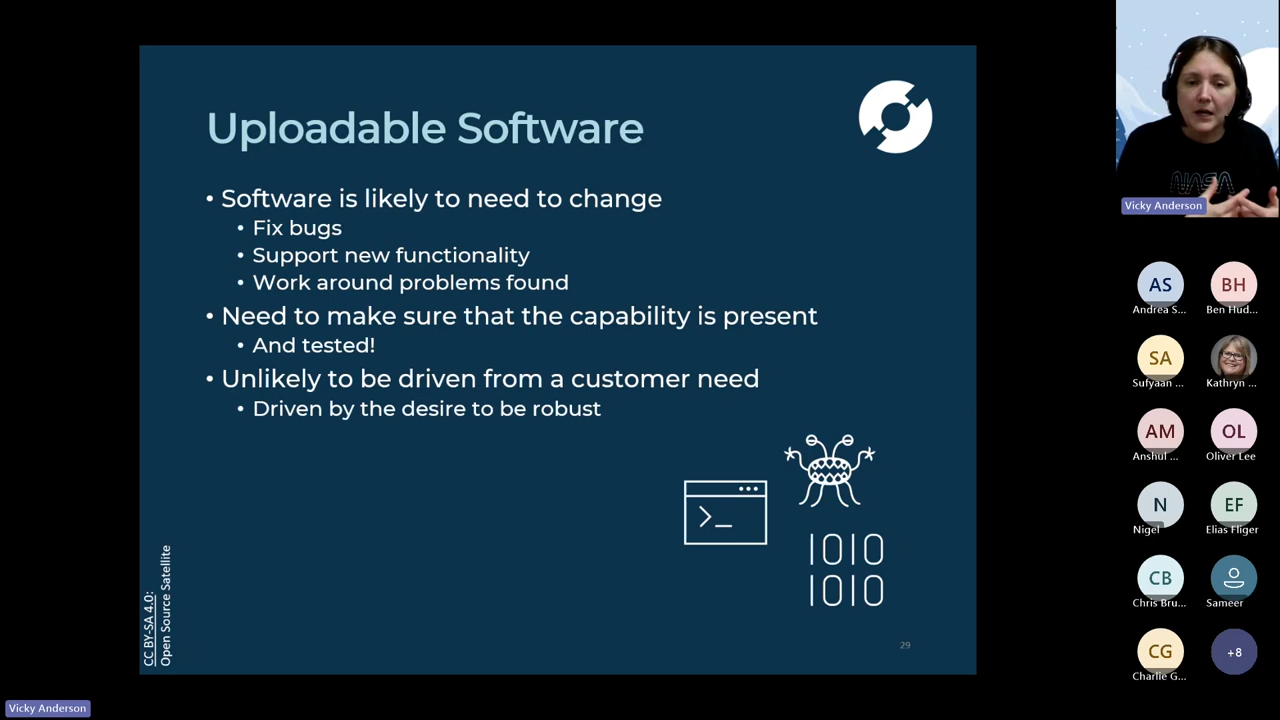 Uploadable Software
• Software is likely to need to change
• Fix bugs
• Support new functionality
• Work around problems found
• Need to make sure that the capability is present
• And tested!
• Unlikely to be driven from a customer need
• Driven by the desire to be robust
>_
1010
1010
CC BY-SA 4.0:
Open Source Satellite
29
NASA
Vicky Anderson
AS
Andrea S...
BH
Ben Hud...
SA
Sufyaan ...
Kathryn ...
AM
Anshul ...
OL
Oliver Lee
N
Nigel
EF
Elias Fliger
CB
Chris Bru...
Sameer
CG
Charlie G...
+8
Vicky Anderson